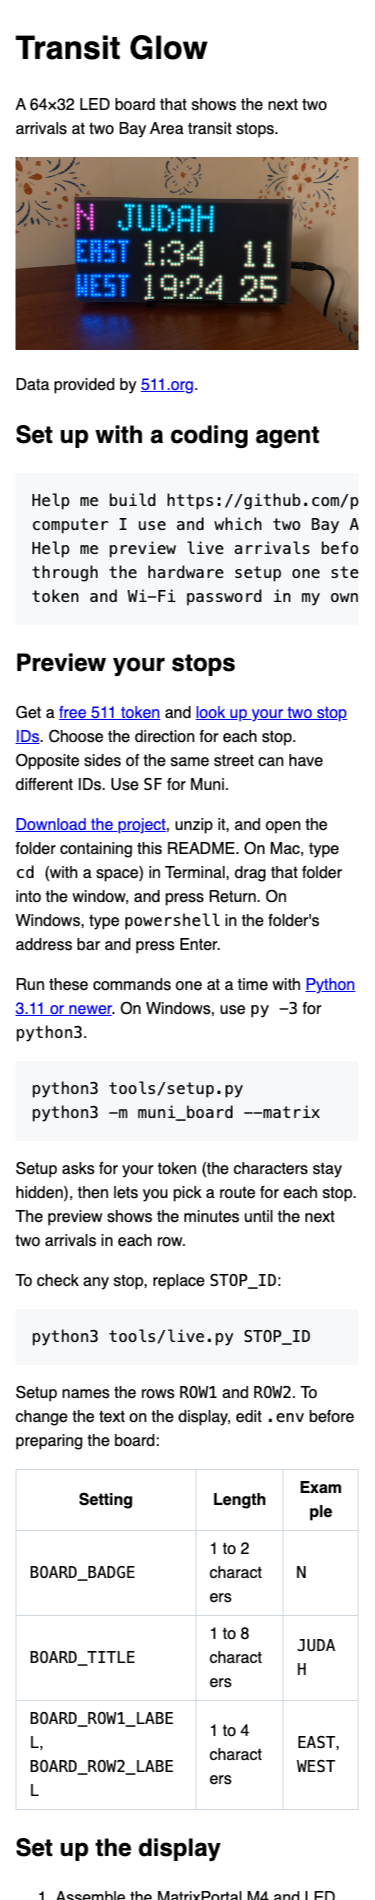 Transit Glow
A 64×32 LED board that shows the next two
arrivals at two Bay Area transit stops.
N JUDAH
EAST 1:34 11
WEST 19:24 25
Data provided by 511.org.
Set up with a coding agent
Help me build https://github.com/p
computer I use and which two Bay A
Help me preview live arrivals befo
through the hardware setup one ste
token and Wi-Fi password in my own
Preview your stops
Get a free 511 token and look up your two stop
IDs. Choose the direction for each stop.
Opposite sides of the same street can have
different IDs. Use SF for Muni.
Download the project, unzip it, and open the
folder containing this README. On Mac, type
cd (with a space) in Terminal, drag that folder
into the window, and press Return. On
Windows, type powershell in the folder's
address bar and press Enter.
Run these commands one at a time with Python
3.11 or newer. On Windows, use py -3 for
python3.
python3 tools/setup.py
python3 -m muni_board --matrix
Setup asks for your token (the characters stay
hidden), then lets you pick a route for each stop.
The preview shows the minutes until the next
two arrivals in each row.
To check any stop, replace STOP_ID:
python3 tools/live.py STOP_ID
Setup names the rows ROW1 and ROW2. To
change the text on the display, edit .env before
preparing the board:
Setting Length Exam
ple
BOARD_BADGE 1 to 2
charact
ers N
BOARD_TITLE 1 to 8
charact
ers JUDA
H
BOARD_ROW1_LABE
L,
BOARD_ROW2_LABE
L 1 to 4
charact
ers EAST,
WEST
Set up the display
1. Assemble the MatrixPortal M4 and LED